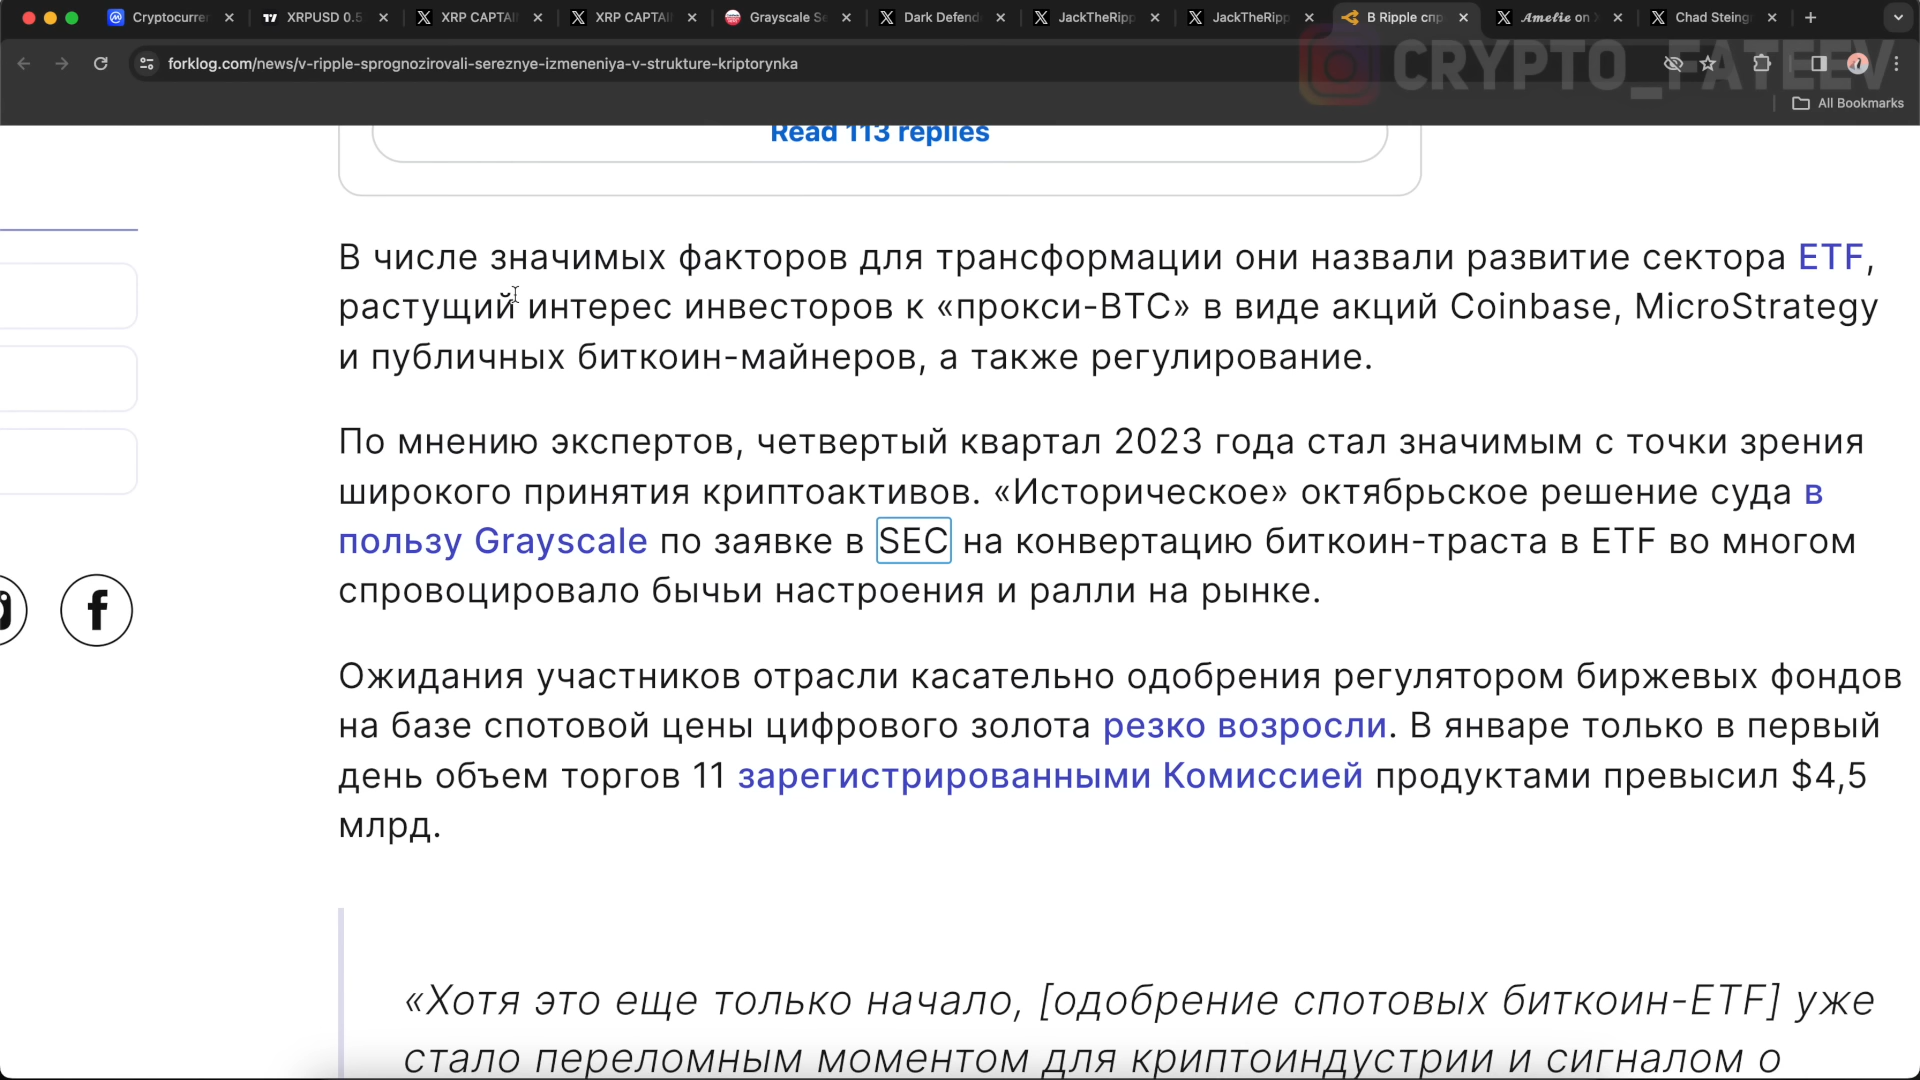 Cryptocurre
XRPUSD 0.5
XRP CAPTAI
XRP CAPTAI
Grayscale Se
Dark Defend
JackTheRipp
JackTheRipp
В Ripple спр
Amelie on X
Chad Steing
forklog.com/news/v-ripple-sprognozirovali-sereznye-izmeneniya-v-strukture-kriptorynka
CRYPTO_FATEEV
All Bookmarks
Read 113 replies
В числе значимых факторов для трансформации они назвали развитие сектора ETF,
растущий интерес инвесторов к «прокси-BTC» в виде акций Coinbase, MicroStrategy
и публичных биткоин-майнеров, а также регулирование.
По мнению экспертов, четвертый квартал 2023 года стал значимым с точки зрения
широкого принятия криптоактивов. «Историческое» октябрьское решение суда в
пользу Grayscale по заявке в SEC на конвертацию биткоин-траста в ETF во многом
спровоцировало бычьи настроения и ралли на рынке.
Ожидания участников отрасли касательно одобрения регулятором биржевых фондов
на базе спотовой цены цифрового золота резко возросли. В январе только в первый
день объем торгов 11 зарегистрированными Комиссией продуктами превысил $4,5
млрд.
«Хотя это еще только начало, [одобрение спотовых биткоин-ETF] уже
стало переломным моментом для криптоиндустрии и сигналом о